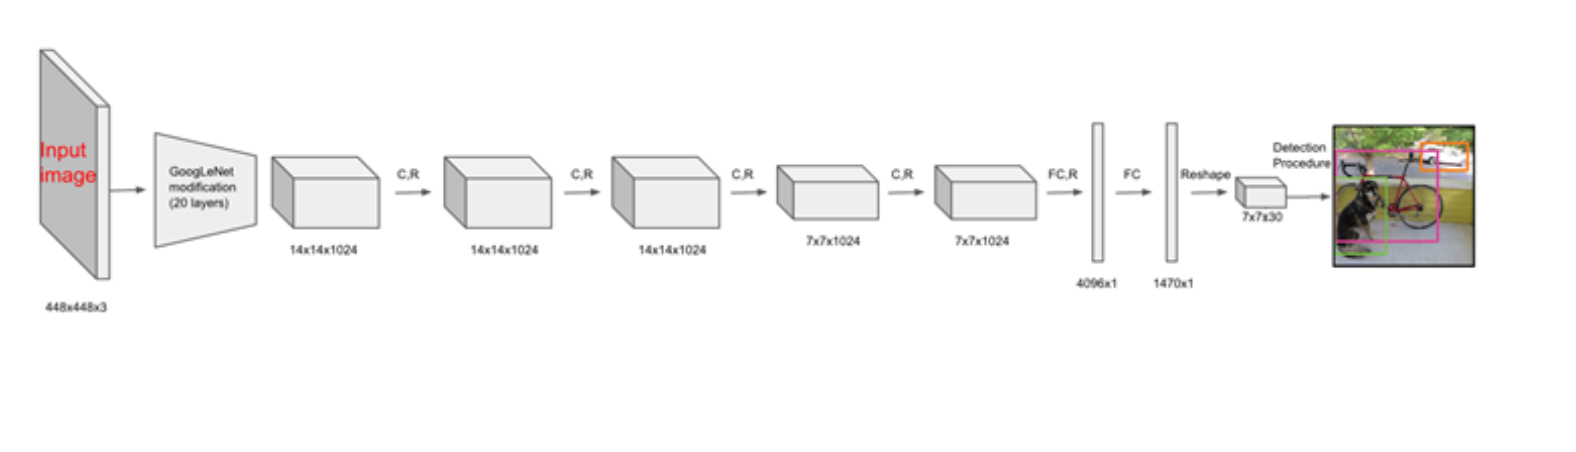 Input
image
448x448x3
GoogLeNet
modification
(20 layers)
14x14x1024
C,R
14x14x1024
C,R
14x14x1024
C,R
7x7x1024
C,R
7x7x1024
FC,R
4096x1
FC
1470x1
Reshape
7x7x30
Detection
Procedure